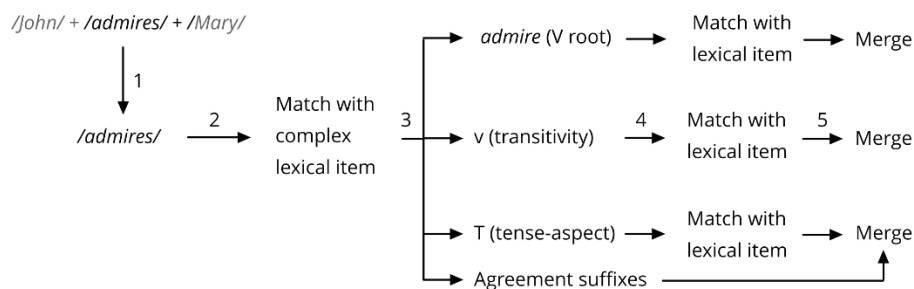 /John/ + /admires/ + /Mary/
1
/admires/
2
Match with
complex
lexical item
3
admire (V root)
Match with
lexical item
Merge
v (transitivity)
4
Match with
lexical item
5
Merge
T (tense-aspect)
Match with
lexical item
Merge
Agreement suffixes